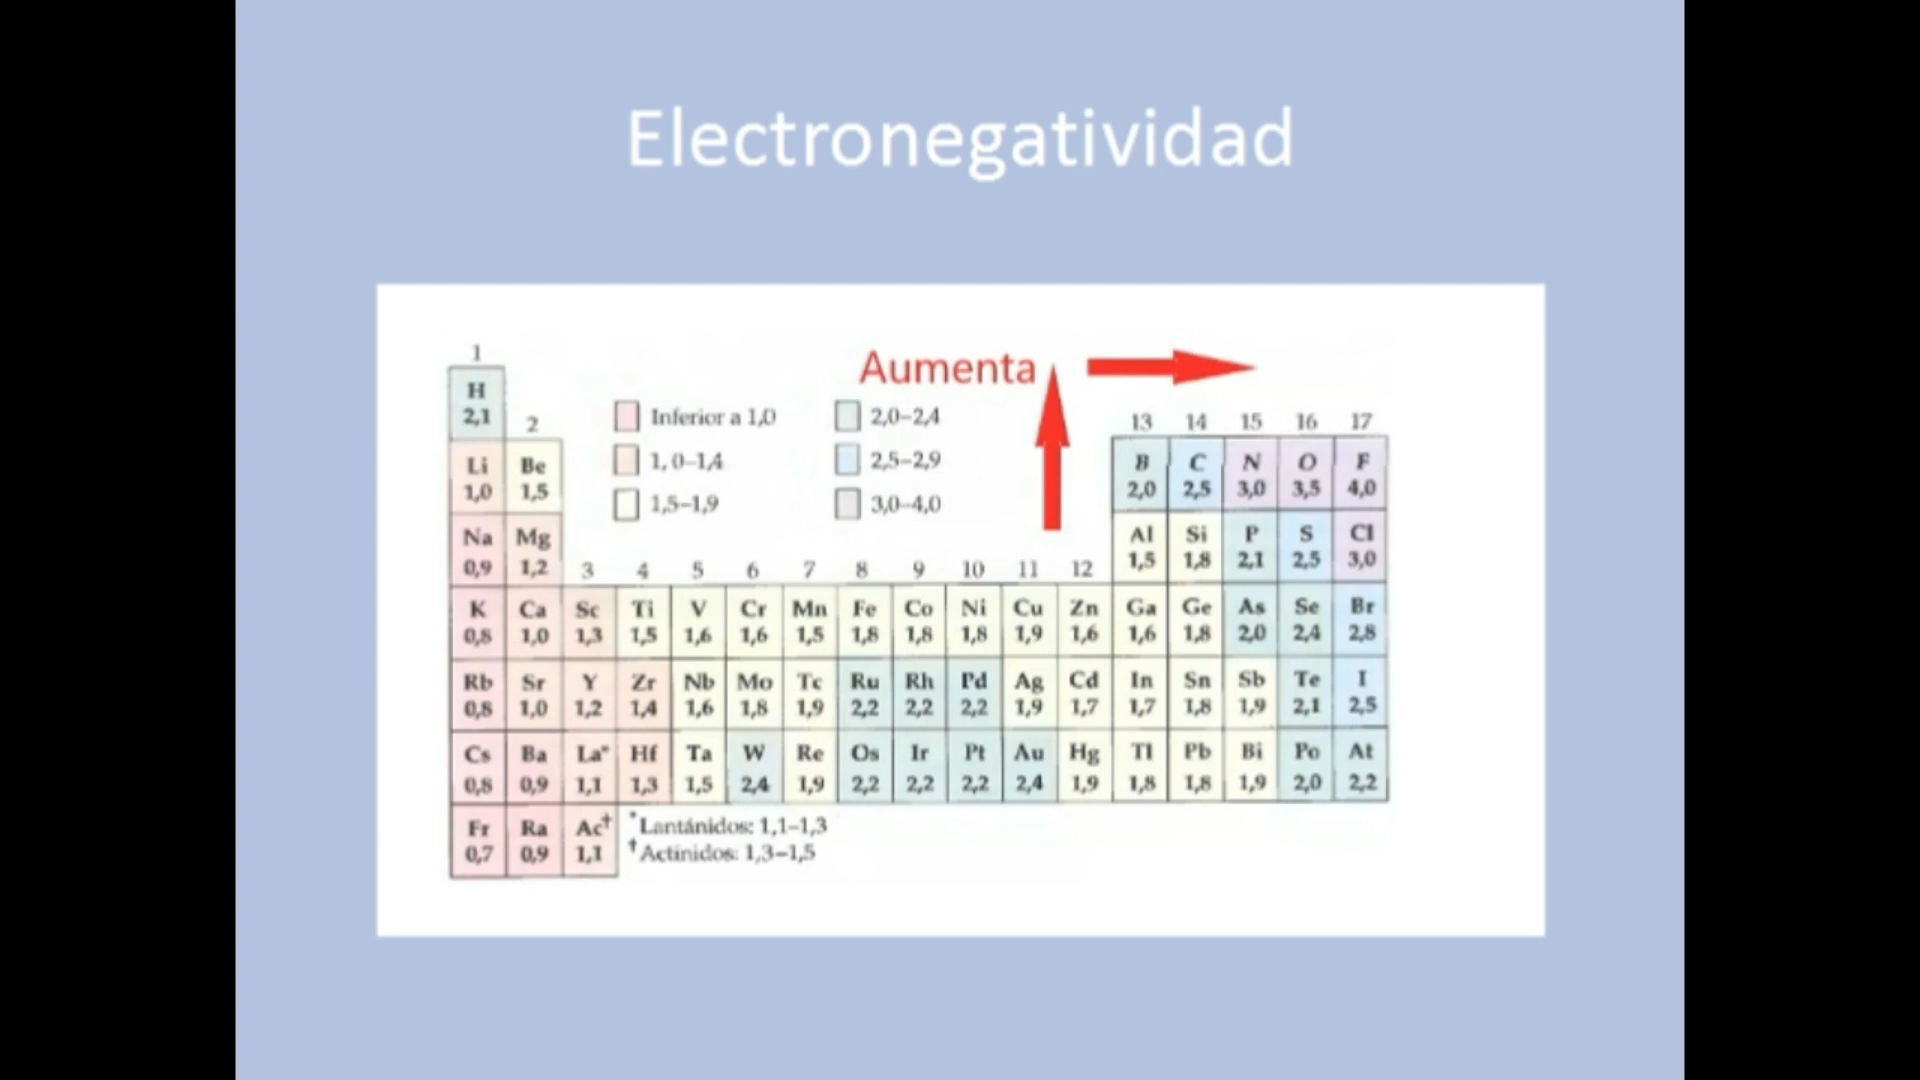 Electronegatividad
Aumenta
1
H
2,1
2
Inferior a 1,0
2,0–2,4
1, 0–1,4
2,5–2,9
1,5–1,9
3,0–4,0
13 14 15 16 17
Li Be B C N O F
1,0 1,5 2,0 2,5 3,0 3,5 4,0
Na Mg Al Si P S Cl
0,9 1,2 1,5 1,8 2,1 2,5 3,0
3 4 5 6 7 8 9 10 11 12
K Ca Sc Ti V Cr Mn Fe Co Ni Cu Zn Ga Ge As Se Br
0,8 1,0 1,3 1,5 1,6 1,6 1,5 1,8 1,8 1,8 1,9 1,6 1,6 1,8 2,0 2,4 2,8
Rb Sr Y Zr Nb Mo Tc Ru Rh Pd Ag Cd In Sn Sb Te I
0,8 1,0 1,2 1,4 1,6 1,8 1,9 2,2 2,2 2,2 1,9 1,7 1,7 1,8 1,9 2,1 2,5
Cs Ba La* Hf Ta W Re Os Ir Pt Au Hg Tl Pb Bi Po At
0,8 0,9 1,1 1,3 1,5 2,4 1,9 2,2 2,2 2,2 2,4 1,9 1,8 1,8 1,9 2,0 2,2
Fr Ra Ac†
0,7 0,9 1,1
*Lantánidos: 1,1–1,3
†Actinidos: 1,3–1,5